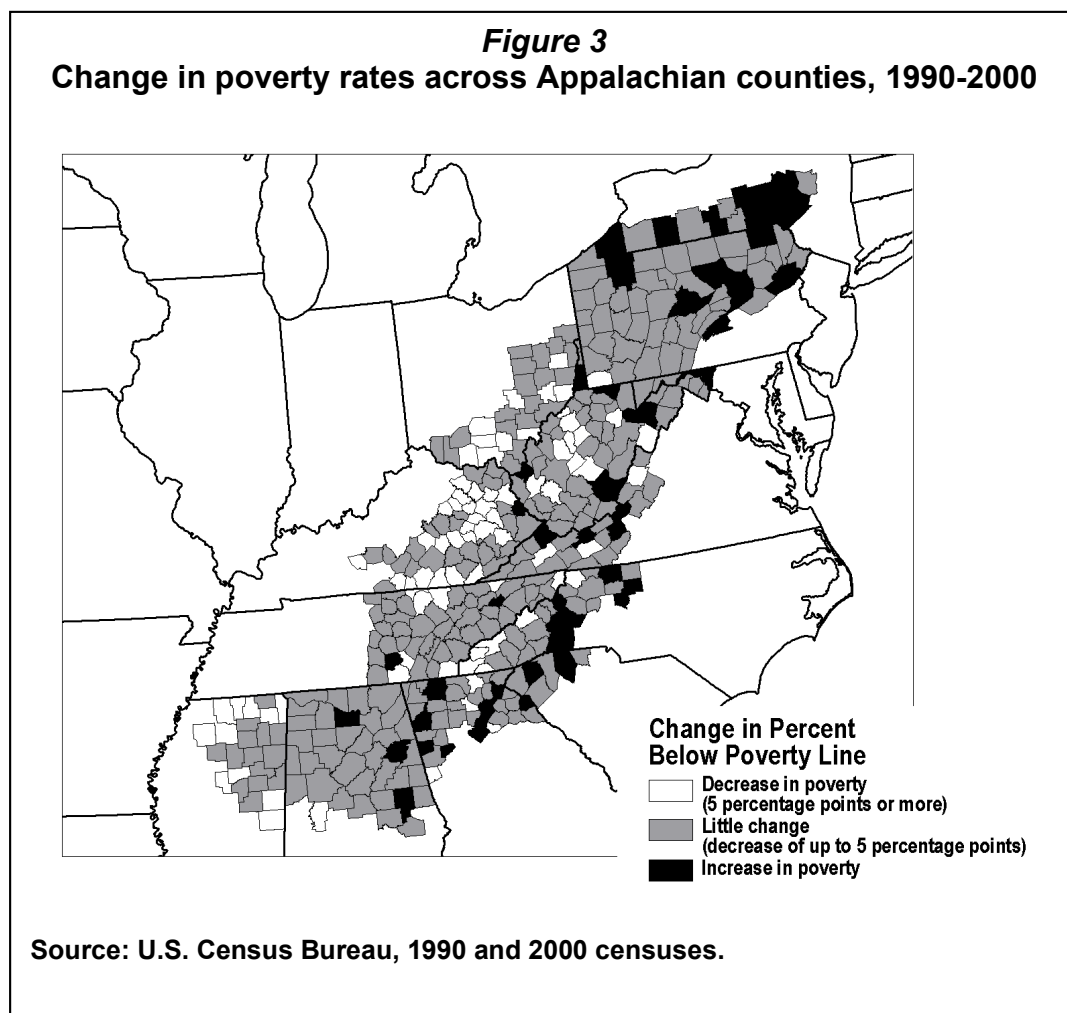 Figure 3
Change in poverty rates across Appalachian counties, 1990-2000
Change in Percent
Below Poverty Line
Decrease in poverty
(5 percentage points or more)
Little change
(decrease of up to 5 percentage points)
Increase in poverty
Source: U.S. Census Bureau, 1990 and 2000 censuses.